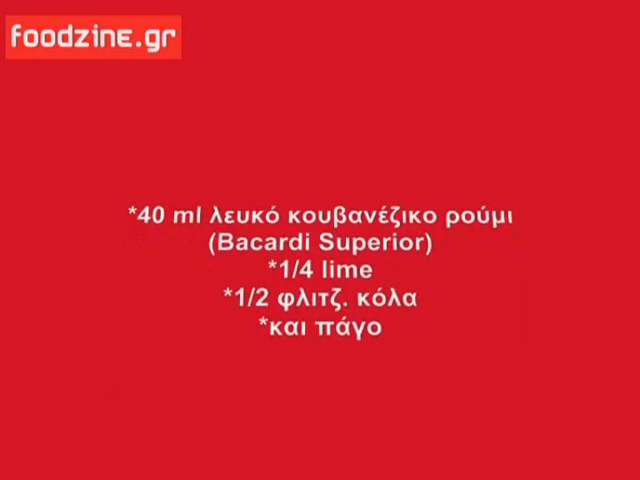 foodzine.gr
*40 ml λευκό κουβανέζικο ρούμι
(Bacardi Superior)
*1/4 lime
*1/2 φλιτζ. κόλα
*και πάγο